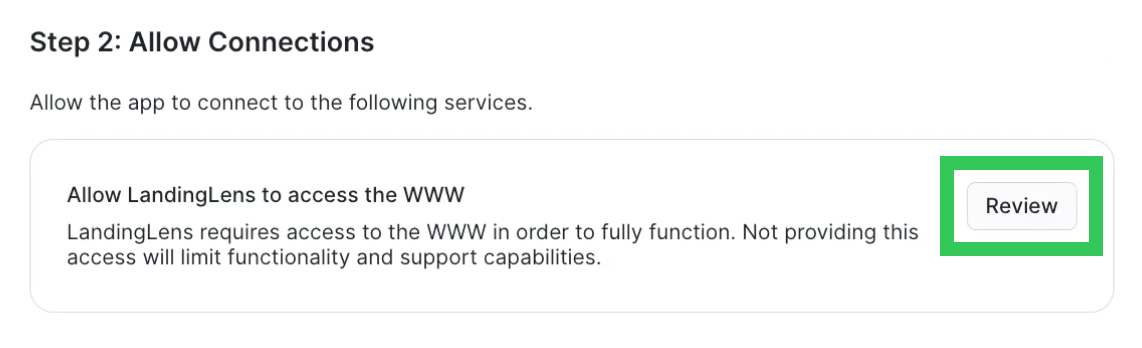 Step 2: Allow Connections
Allow the app to connect to the following services.
Allow LandingLens to access the WWW
Review
LandingLens requires access to the WWW in order to fully function. Not providing this
access will limit functionality and support capabilities.